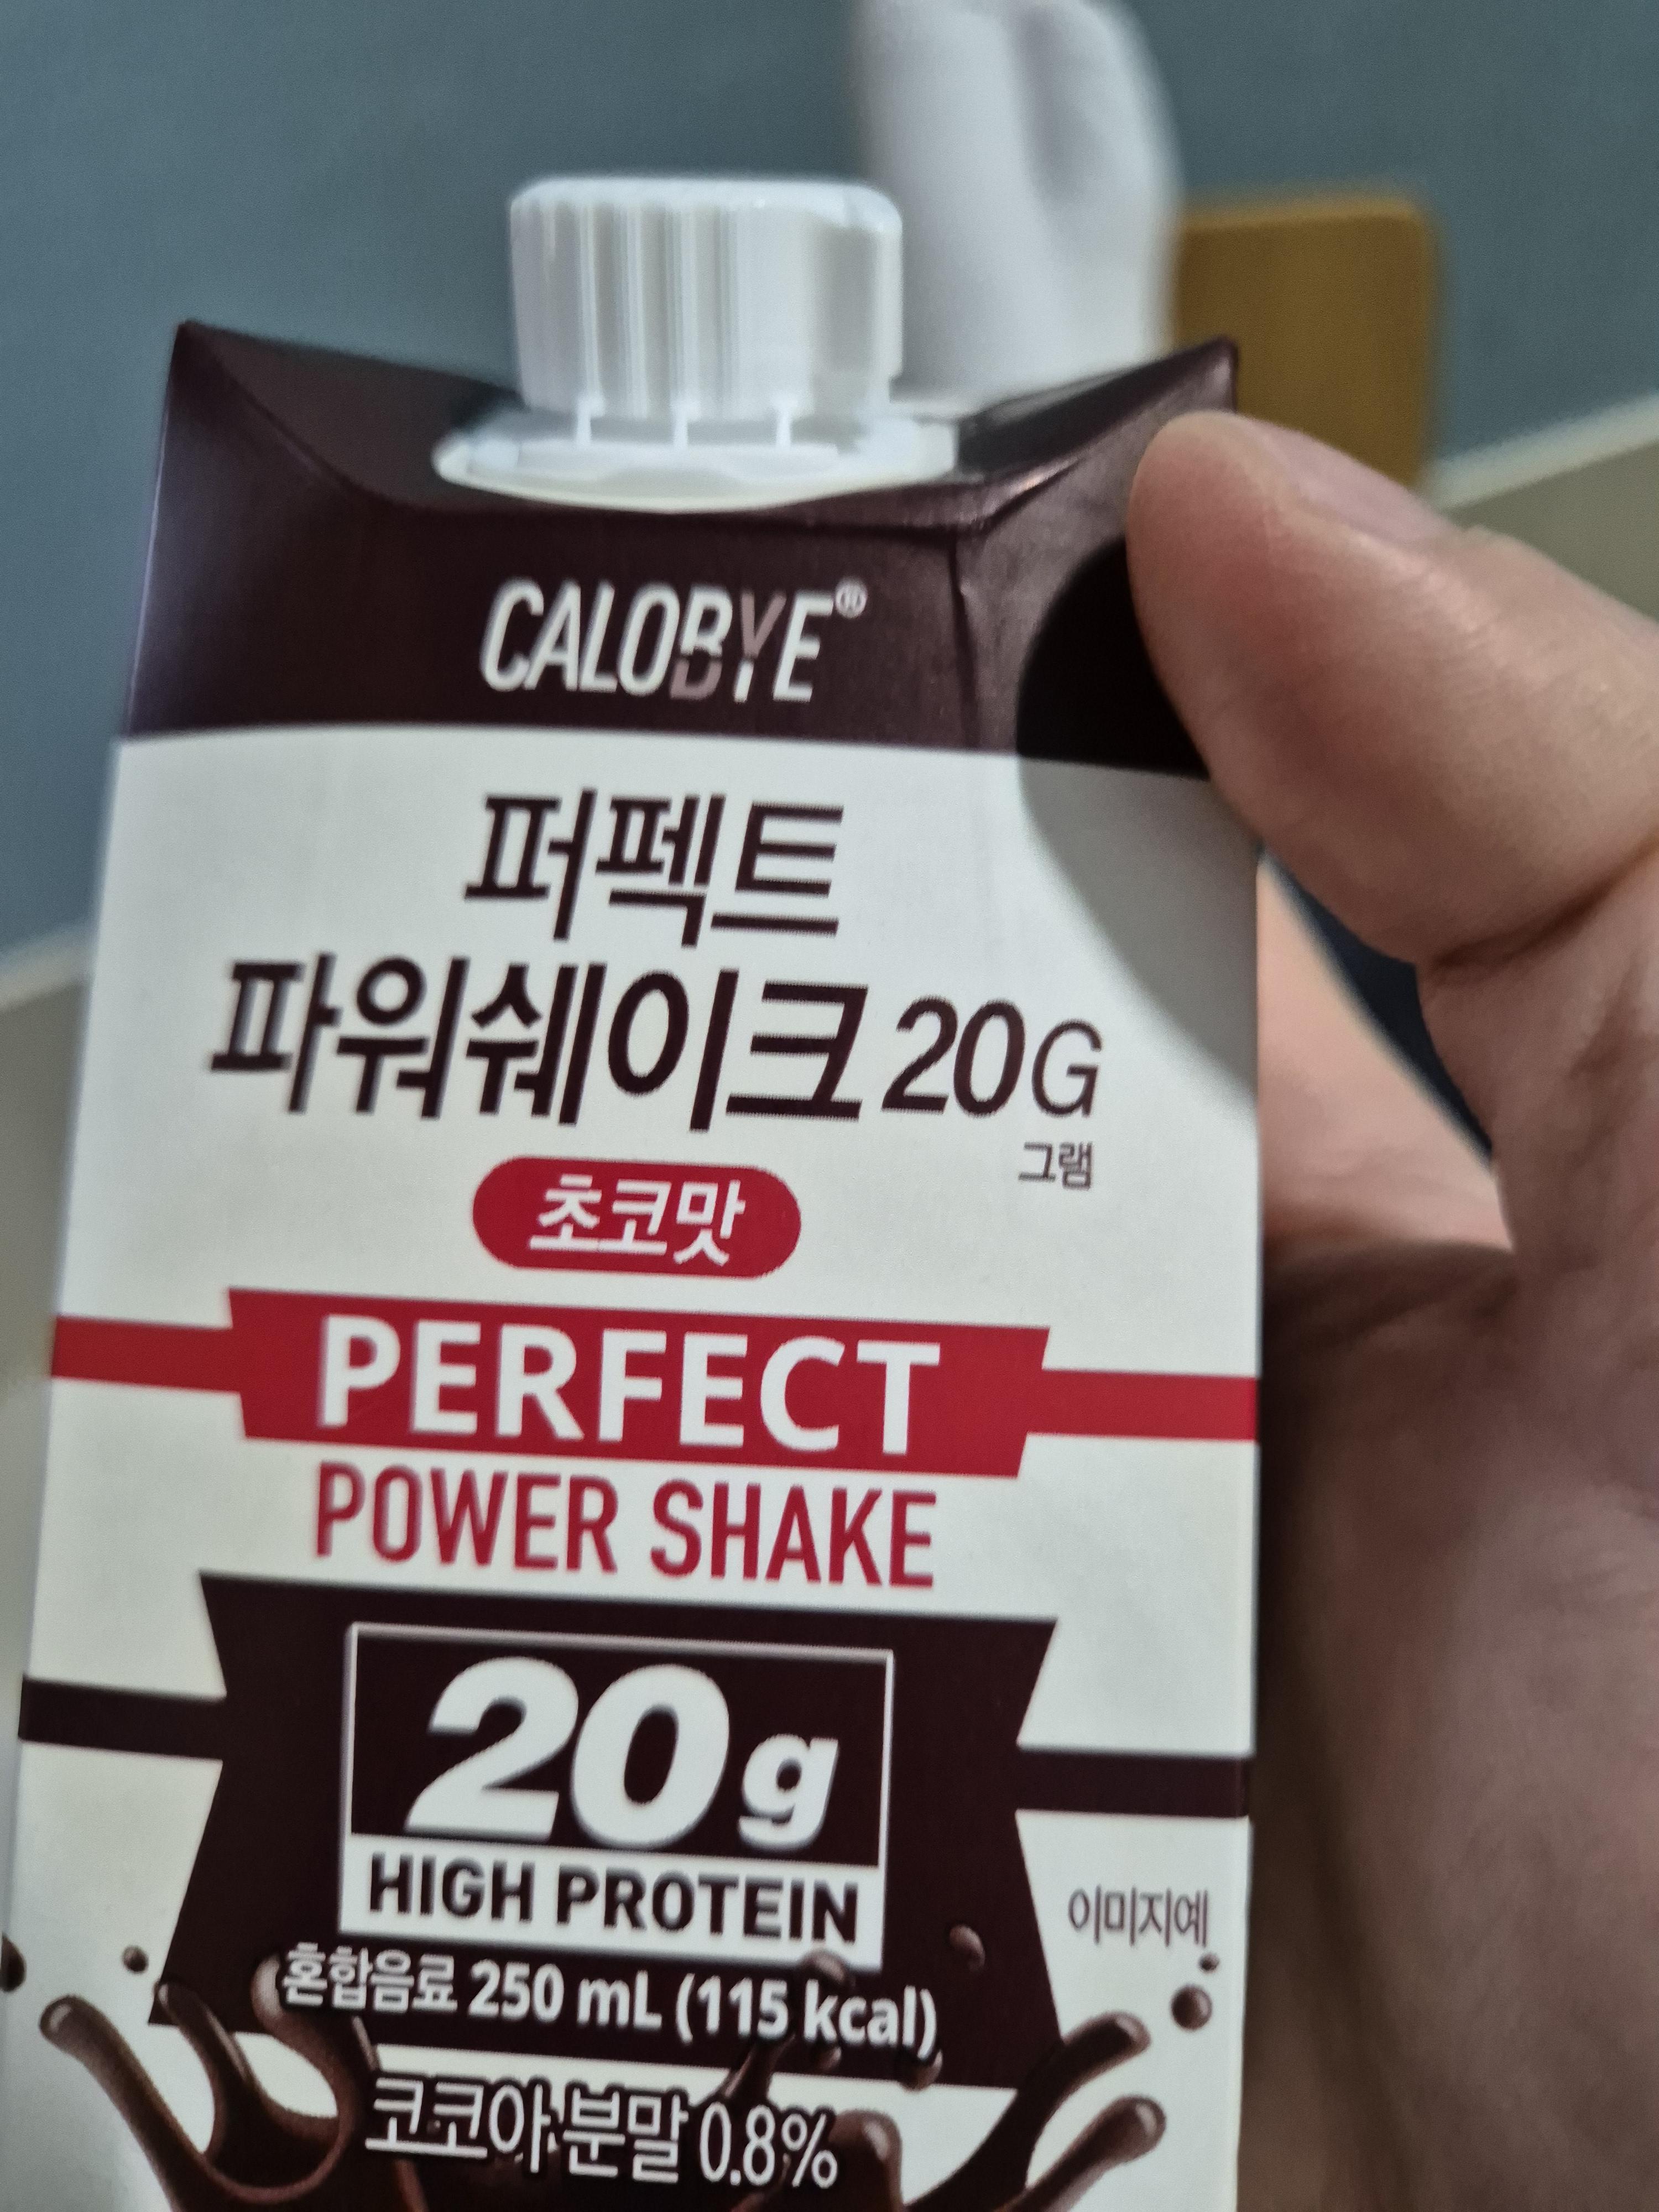 CALOBYE®
퍼펙트
파워쉐이크 20G
그램
초코맛
PERFECT
POWER SHAKE
20g
HIGH PROTEIN
이미지예
혼합음료 250 mL (115 kcal)
코코아 분말 0.8%